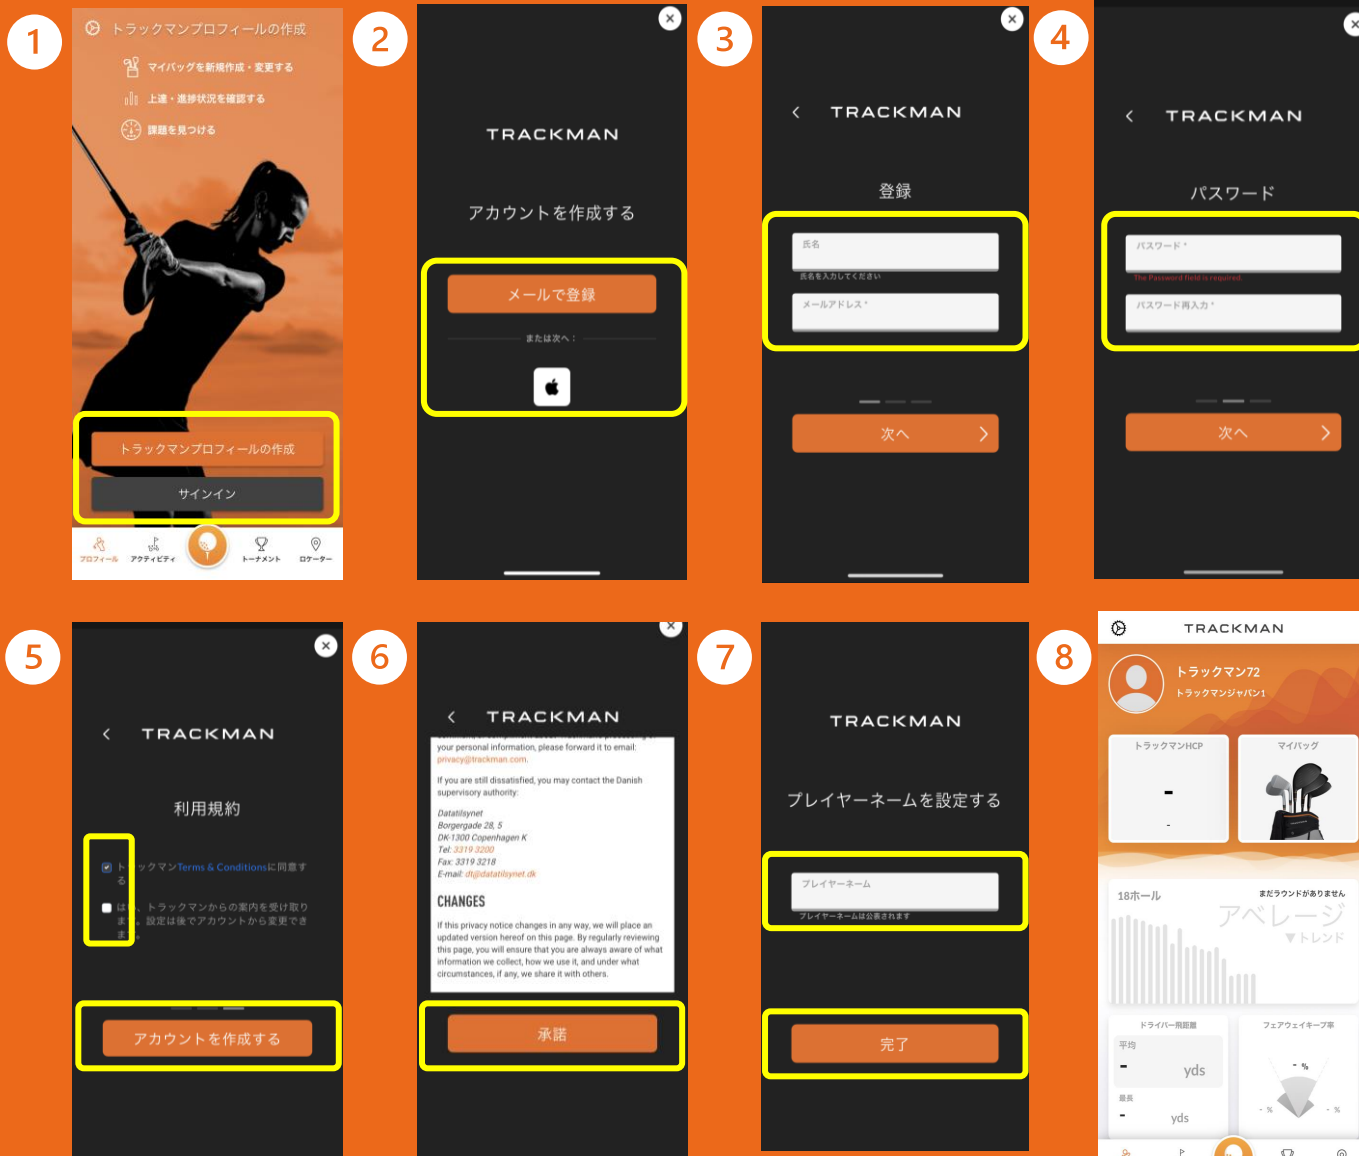 1
トラックマンプロフィールの作成
マイバッグを新規作成・変更する
上達・進捗状況を確認する
課題を見つける
トラックマンプロフィールの作成
サインイン
プロフィール
アクティビティ
トーナメント
ロケーター
2
TRACKMAN
アカウントを作成する
メールで登録
または次へ：
3
TRACKMAN
登録
氏名
氏名を入力してください
メールアドレス *
次へ
4
TRACKMAN
パスワード
パスワード *
The Password field is required.
パスワード再入力 *
次へ
5
TRACKMAN
利用規約
トラックマンTerms & Conditionsに同意す
る
はい、トラックマンからの案内を受け取り
ます。設定は後でアカウントから変更でき
ます。
アカウントを作成する
6
TRACKMAN
your personal information, please forward it to email:
privacy@trackman.com.
If you are still dissatisfied, you may contact the Danish
supervisory authority:
Datatilsynet
Borgergade 28, 5
DK-1300 Copenhagen K
Tel: 3319 3200
Fax: 3319 3218
E-mail: dt@datatilsynet.dk
CHANGES
If this privacy notice changes in any way, we will place an
updated version hereof on this page. By regularly reviewing
this page, you will ensure that you are always aware of what
information we collect, how we use it, and under what
circumstances, if any, we share it with others.
承諾
7
TRACKMAN
プレイヤーネームを設定する
プレイヤーネーム
プレイヤーネームは公表されます
完了
8
TRACKMAN
トラックマン72
トラックマンジャパン1
トラックマンHCP
-
-
マイバッグ
18ホール
まだラウンドがありません
アベレージ
▼トレンド
ドライバー飛距離
平均
- yds
最長
- yds
フェアウェイキープ率
- %
- %
- %